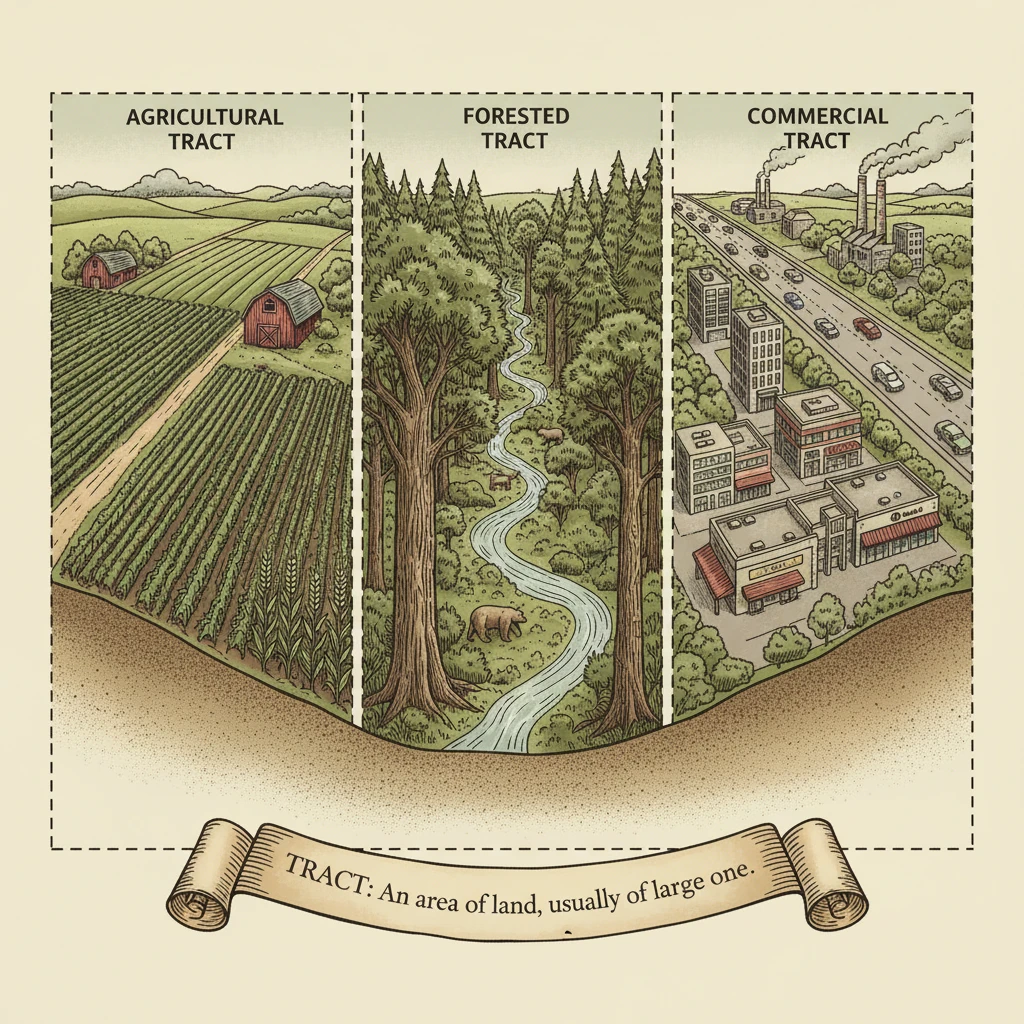 AGRICULTURAL
TRACT
FORESTED
TRACT
COMMERCIAL
TRACT
TRACT: An area of land, usually of large one.